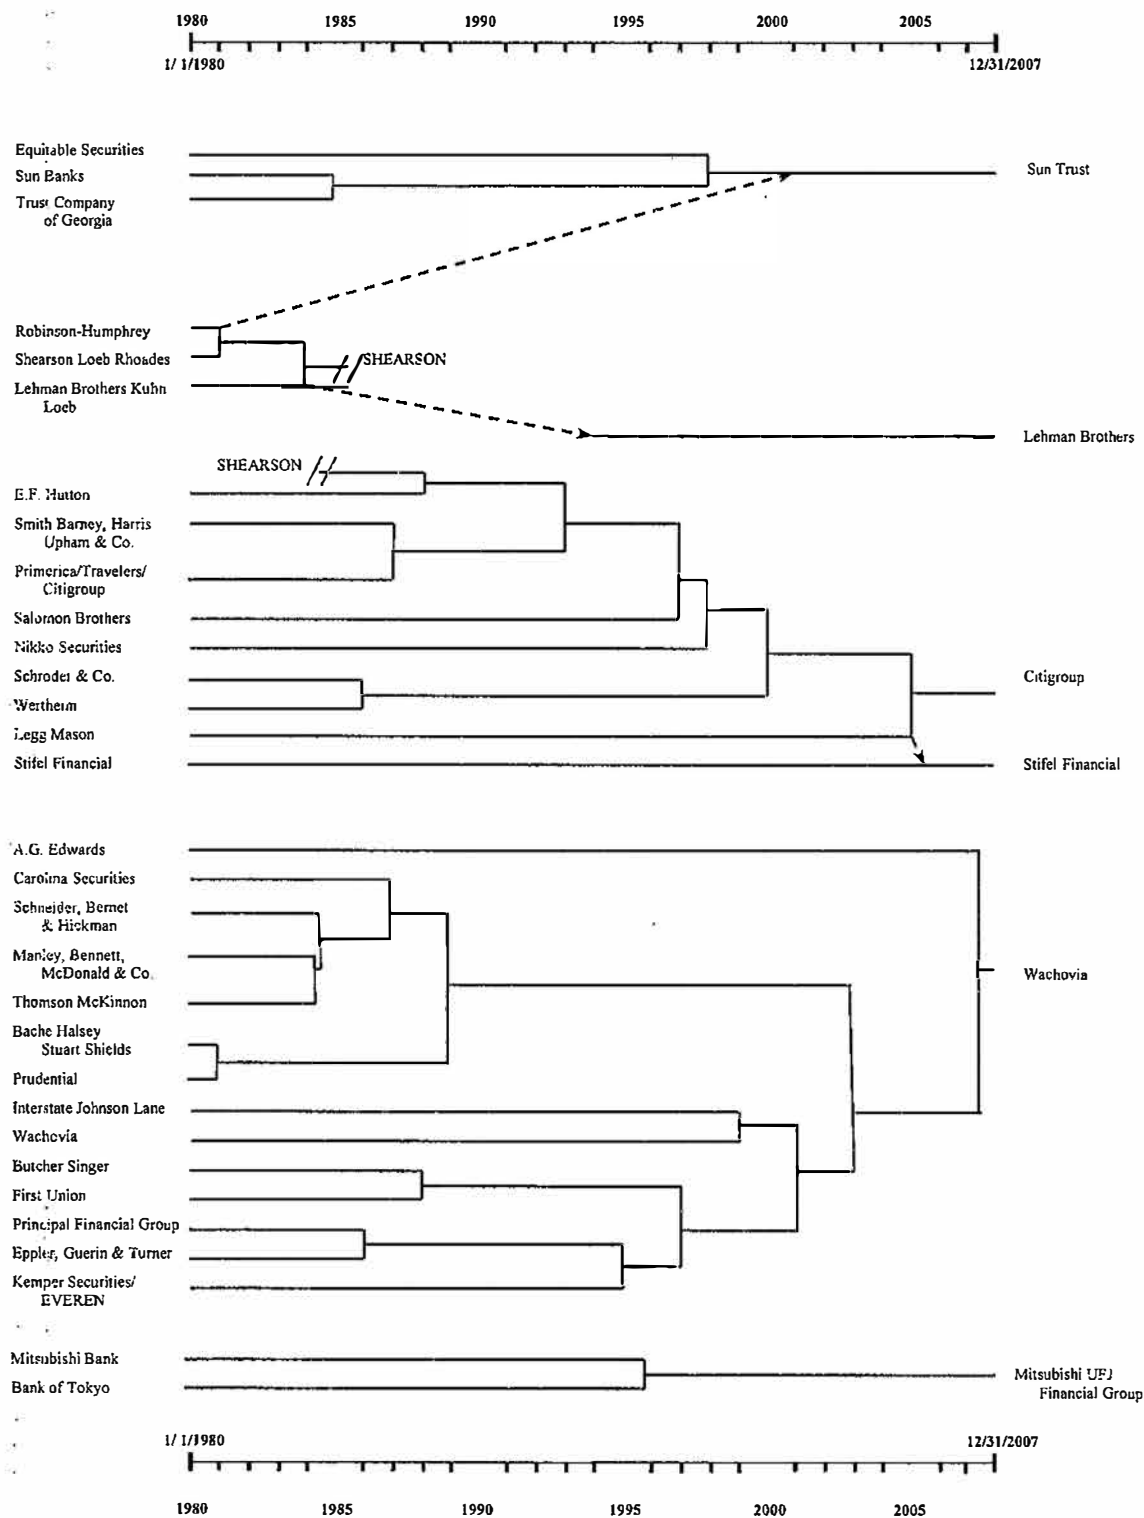 1980 1985 1990 1995 2000 2005
1/ 1/1980 12/31/2007
Equitable Securities
Sun Banks
Sun Trust
Trust Company
of Georgia
Robinson-Humphrey
Shearson Loeb Rhoades
SHEARSON
Lehman Brothers Kuhn
Loeb
Lehman Brothers
SHEARSON
E.F. Hutton
Smith Barney, Harris
Upham & Co.
Primerica/Travelers/
Citigroup
Salomon Brothers
Nikko Securities
Schroder & Co.
Citigroup
Wertheim
Legg Mason
Stifel Financial
Stifel Financial
A.G. Edwards
Carolina Securities
Schneider, Bernet
& Hickman
Manley, Bennett,
McDonald & Co.
Wachovia
Thomson McKinnon
Bache Halsey
Stuart Shields
Prudential
Interstate Johnson Lane
Wachovia
Butcher Singer
First Union
Principal Financial Group
Eppler, Guerin & Turner
Kemper Securities/
EVEREN
Mitsubishi Bank
Bank of Tokyo
Mitsubishi UFJ
Financial Group
1/ 1/1980 12/31/2007
1980 1985 1990 1995 2000 2005